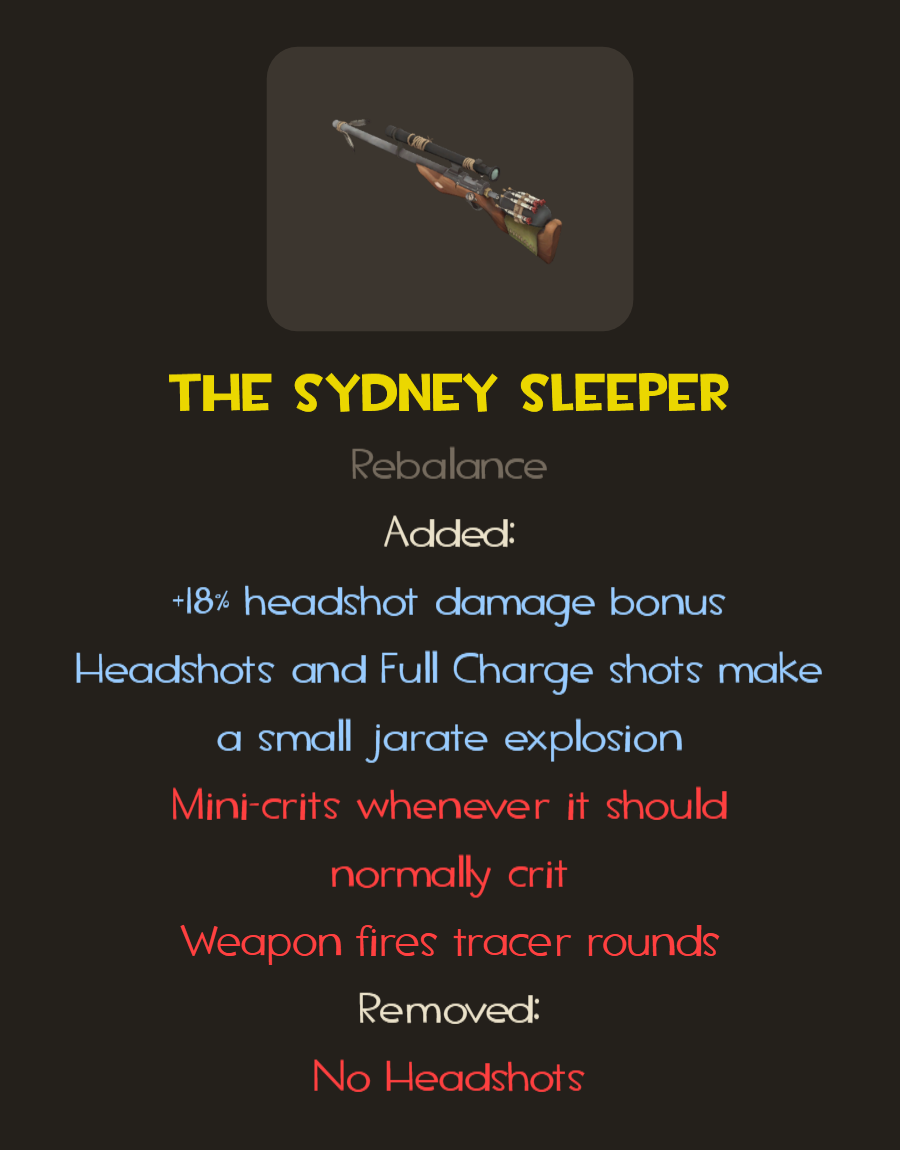 THE SYDNEY SLEEPER
Rebalance
Added:
+18% headshot damage bonus
Headshots and Full Charge shots make
a small jarate explosion
Mini-crits whenever it should
normally crit
Weapon fires tracer rounds
Removed:
No Headshots